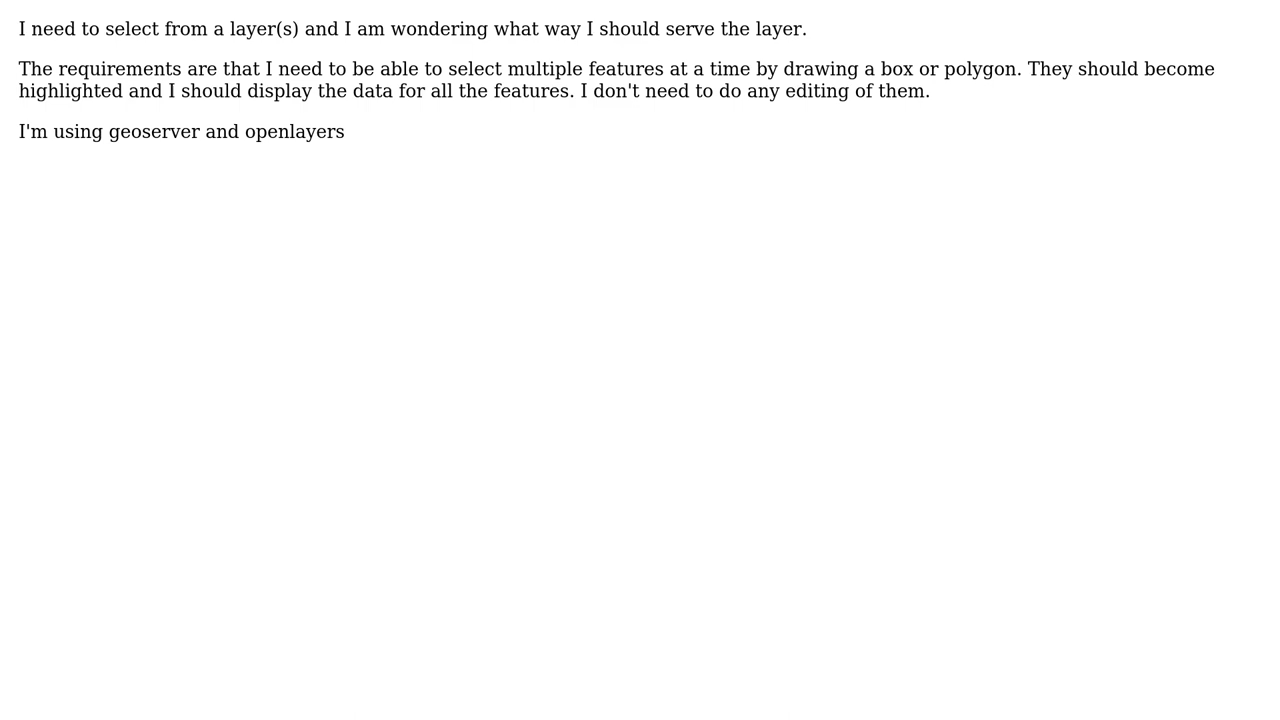 I need to select from a layer(s) and I am wondering what way I should serve the layer.
The requirements are that I need to be able to select multiple features at a time by drawing a box or polygon. They should become
highlighted and I should display the data for all the features. I don't need to do any editing of them.
I'm using geoserver and openlayers